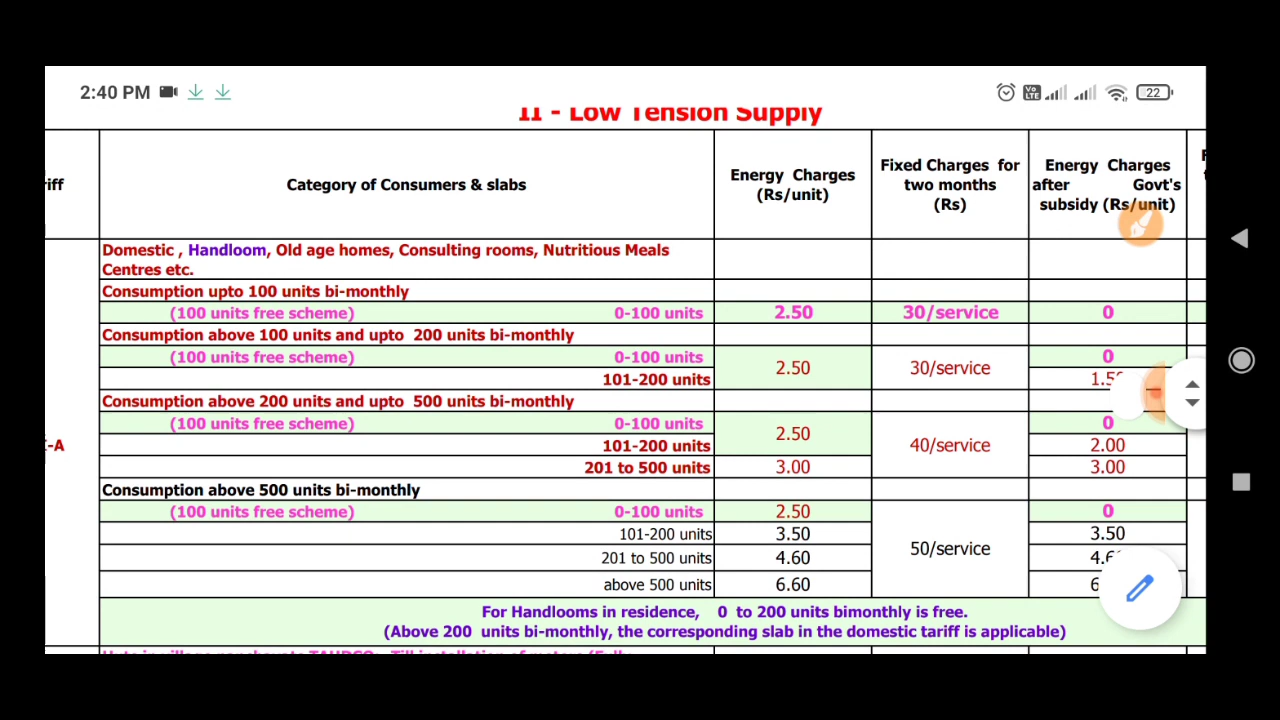 2:40 PM
Vo LTE
22
II - Low Tension Supply
riff
Category of Consumers & slabs
Energy Charges
(Rs/unit)
Fixed Charges for
two months
(Rs)
Energy Charges
after Govt's
subsidy (Rs/unit)
Domestic , Handloom, Old age homes, Consulting rooms, Nutritious Meals
Centres etc.
Consumption upto 100 units bi-monthly
(100 units free scheme) 0-100 units 2.50 30/service 0
Consumption above 100 units and upto 200 units bi-monthly
(100 units free scheme) 0-100 units 0
2.50 30/service
101-200 units
Consumption above 200 units and upto 500 units bi-monthly
(100 units free scheme) 0-100 units 0
2.50
-A 101-200 units 40/service 2.00
201 to 500 units 3.00 3.00
Consumption above 500 units bi-monthly
(100 units free scheme) 0-100 units 2.50 0
101-200 units 3.50 3.50
50/service
201 to 500 units 4.60
above 500 units 6.60
For Handlooms in residence, 0 to 200 units bimonthly is free.
(Above 200 units bi-monthly, the corresponding slab in the domestic tariff is applicable)